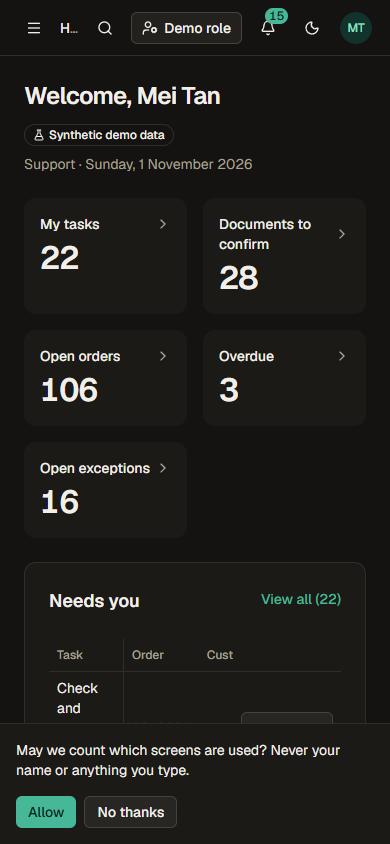 H...
Demo role
15
MT
Welcome, Mei Tan
Synthetic demo data
Support · Sunday, 1 November 2026
My tasks
22
Documents to
confirm
28
Open orders
106
Overdue
3
Open exceptions
16
Needs you
View all (22)
Task Order Cust
Check
and
May we count which screens are used? Never your
name or anything you type.
Allow
No thanks